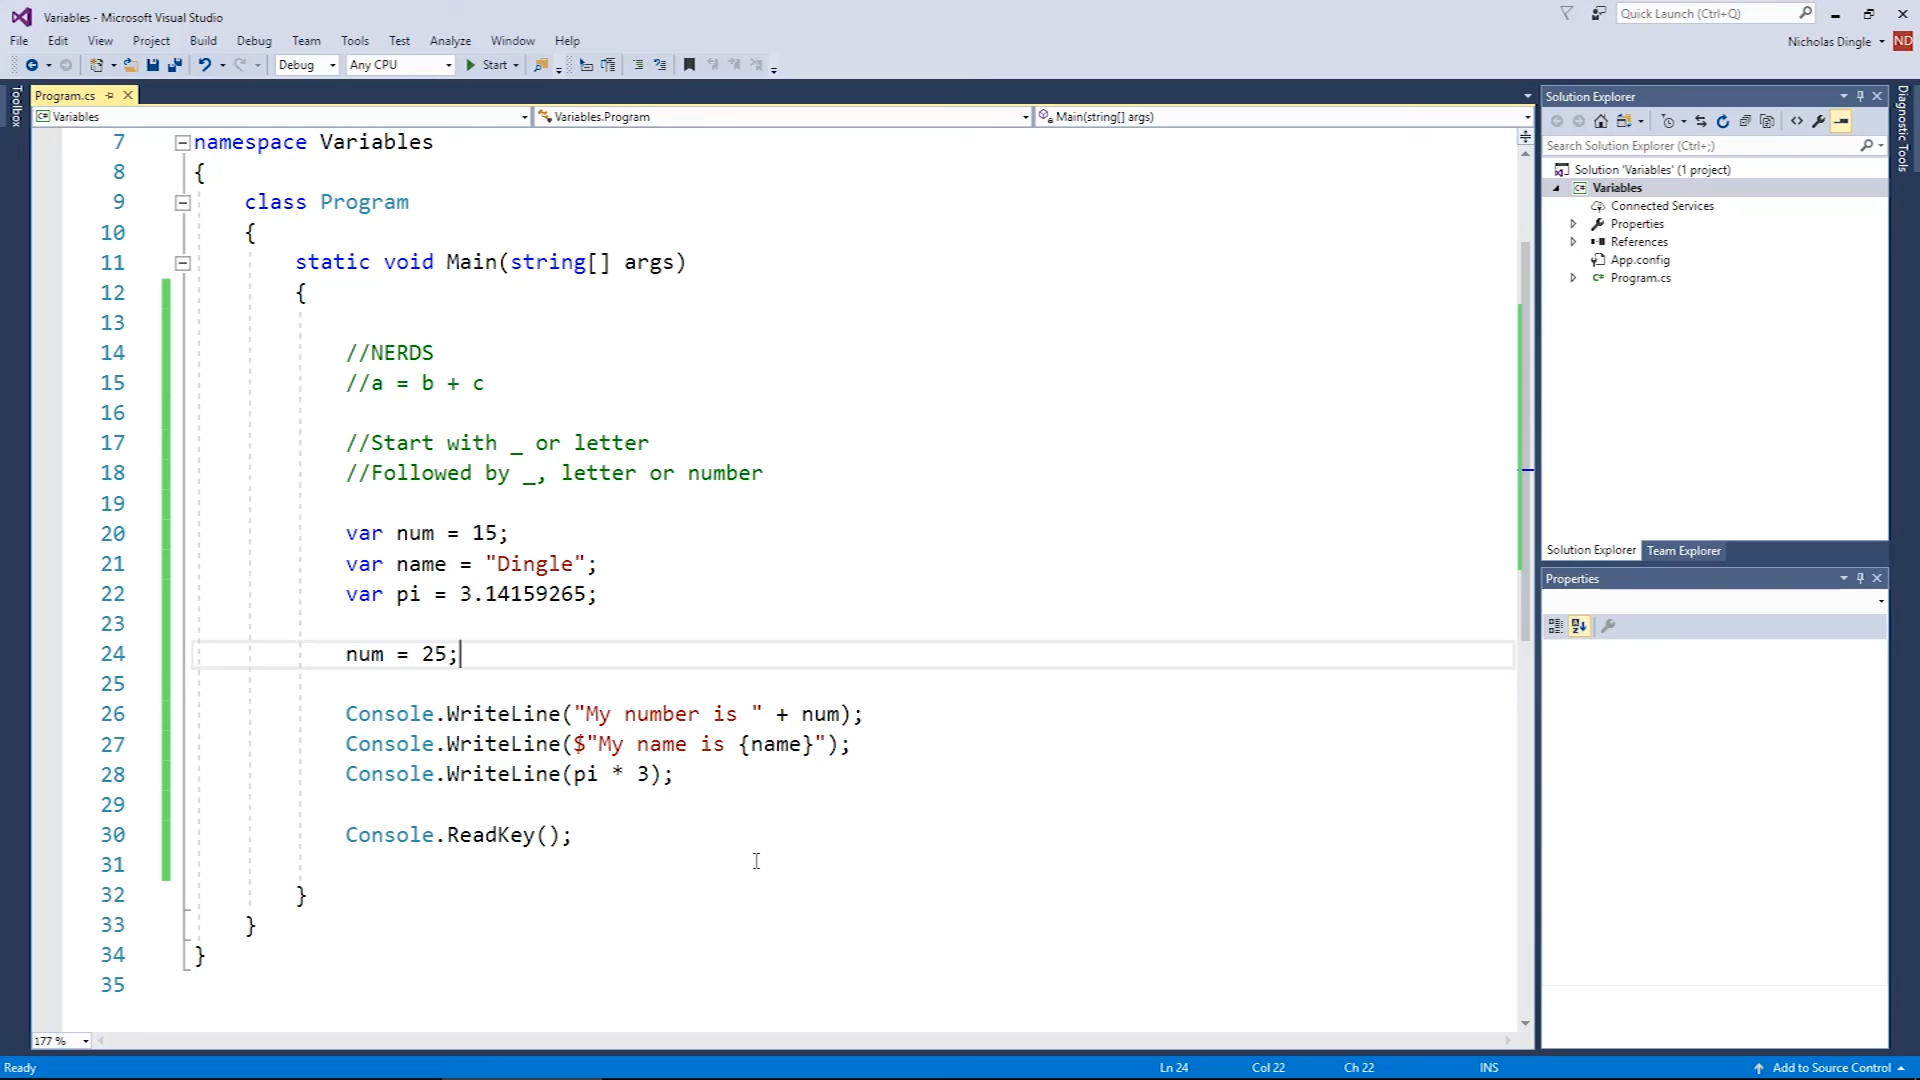 Variables - Microsoft Visual Studio
Quick Launch (Ctrl+Q)
File Edit View Project Build Debug Team Tools Test Analyze Window Help
Nicholas Dingle ND
Debug Any CPU Start
Toolbox
Program.cs
Variables Variables.Program Main(string[] args)
7 namespace Variables
8 {
9 class Program
10 {
11 static void Main(string[] args)
12 {
13
14 //NERDS
15 //a = b + c
16
17 //Start with _ or letter
18 //Followed by _, letter or number
19
20 var num = 15;
21 var name = "Dingle";
22 var pi = 3.14159265;
23
24 num = 25;
25
26 Console.WriteLine("My number is " + num);
27 Console.WriteLine($"My name is {name}");
28 Console.WriteLine(pi * 3);
29
30 Console.ReadKey();
31
32 }
33 }
34 }
35
177 %
Solution Explorer
Search Solution Explorer (Ctrl+;)
Solution 'Variables' (1 project)
C# Variables
Connected Services
Properties
References
App.config
C# Program.cs
Solution Explorer Team Explorer
Properties
Diagnostic Tools
Ready Ln 24 Col 22 Ch 22 INS Add to Source Control